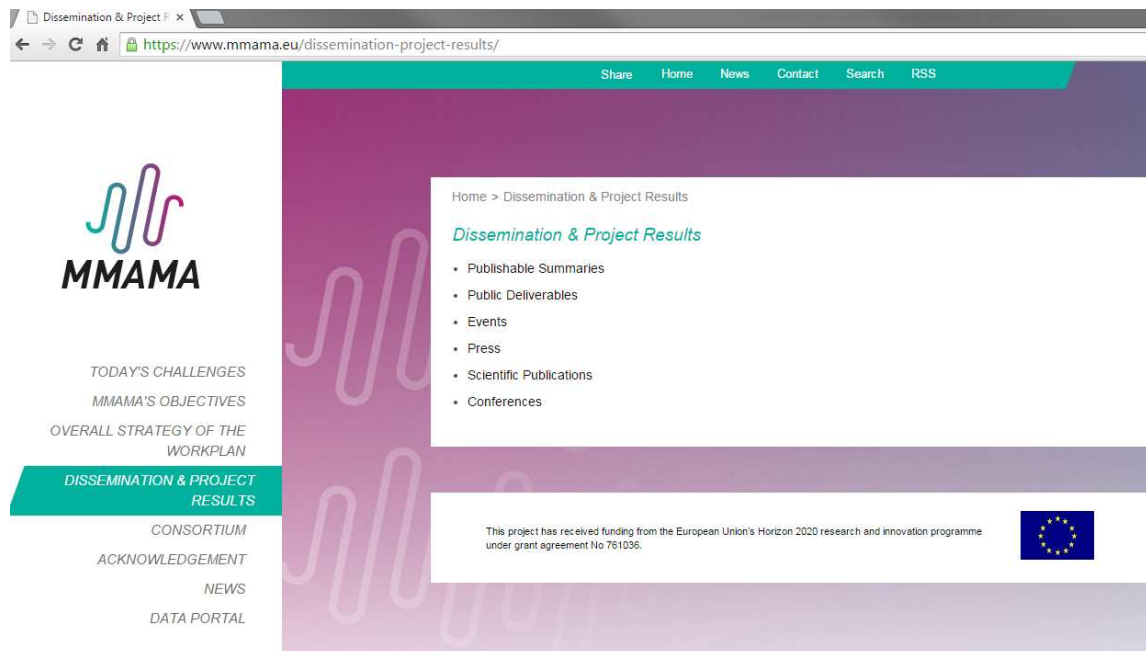 Dissemination & Project R
https://www.mmama.eu/dissemination-project-results/
Share Home News Contact Search RSS
MMAMA
TODAY'S CHALLENGES
MMAMA'S OBJECTIVES
OVERALL STRATEGY OF THE
WORKPLAN
DISSEMINATION & PROJECT
RESULTS
CONSORTIUM
ACKNOWLEDGEMENT
NEWS
DATA PORTAL
Home > Dissemination & Project Results
Dissemination & Project Results
• Publishable Summaries
• Public Deliverables
• Events
• Press
• Scientific Publications
• Conferences
This project has received funding from the European Union's Horizon 2020 research and innovation programme
under grant agreement No 761036.